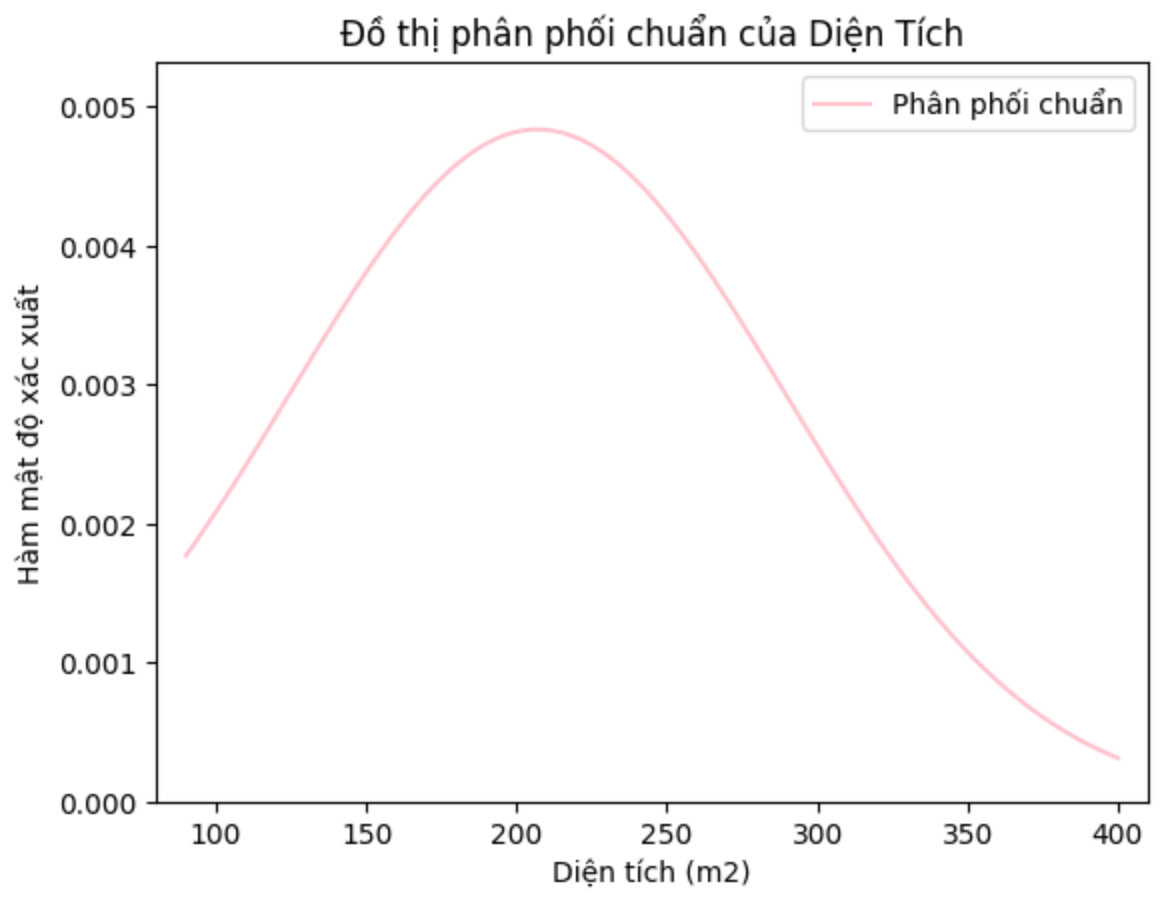 Đồ thị phân phối chuẩn của Diện Tích
Phân phối chuẩn
Hàm mật độ xác xuất
0.005
0.004
0.003
0.002
0.001
0.000
100 150 200 250 300 350 400
Diện tích (m2)